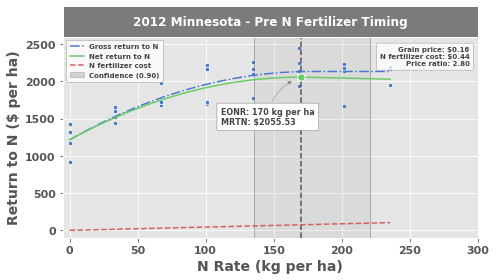 2012 Minnesota - Pre N Fertilizer Timing
Gross return to N
Net return to N
N fertilizer cost
Confidence (0.90)
Grain price: $0.16
N fertilizer cost: $0.44
Price ratio: 2.80
EONR: 170 kg per ha
MRTN: $2055.53
Return to N ($ per ha)
2500
2000
1500
1000
500
0
0 50 100 150 200 250 300
N Rate (kg per ha)